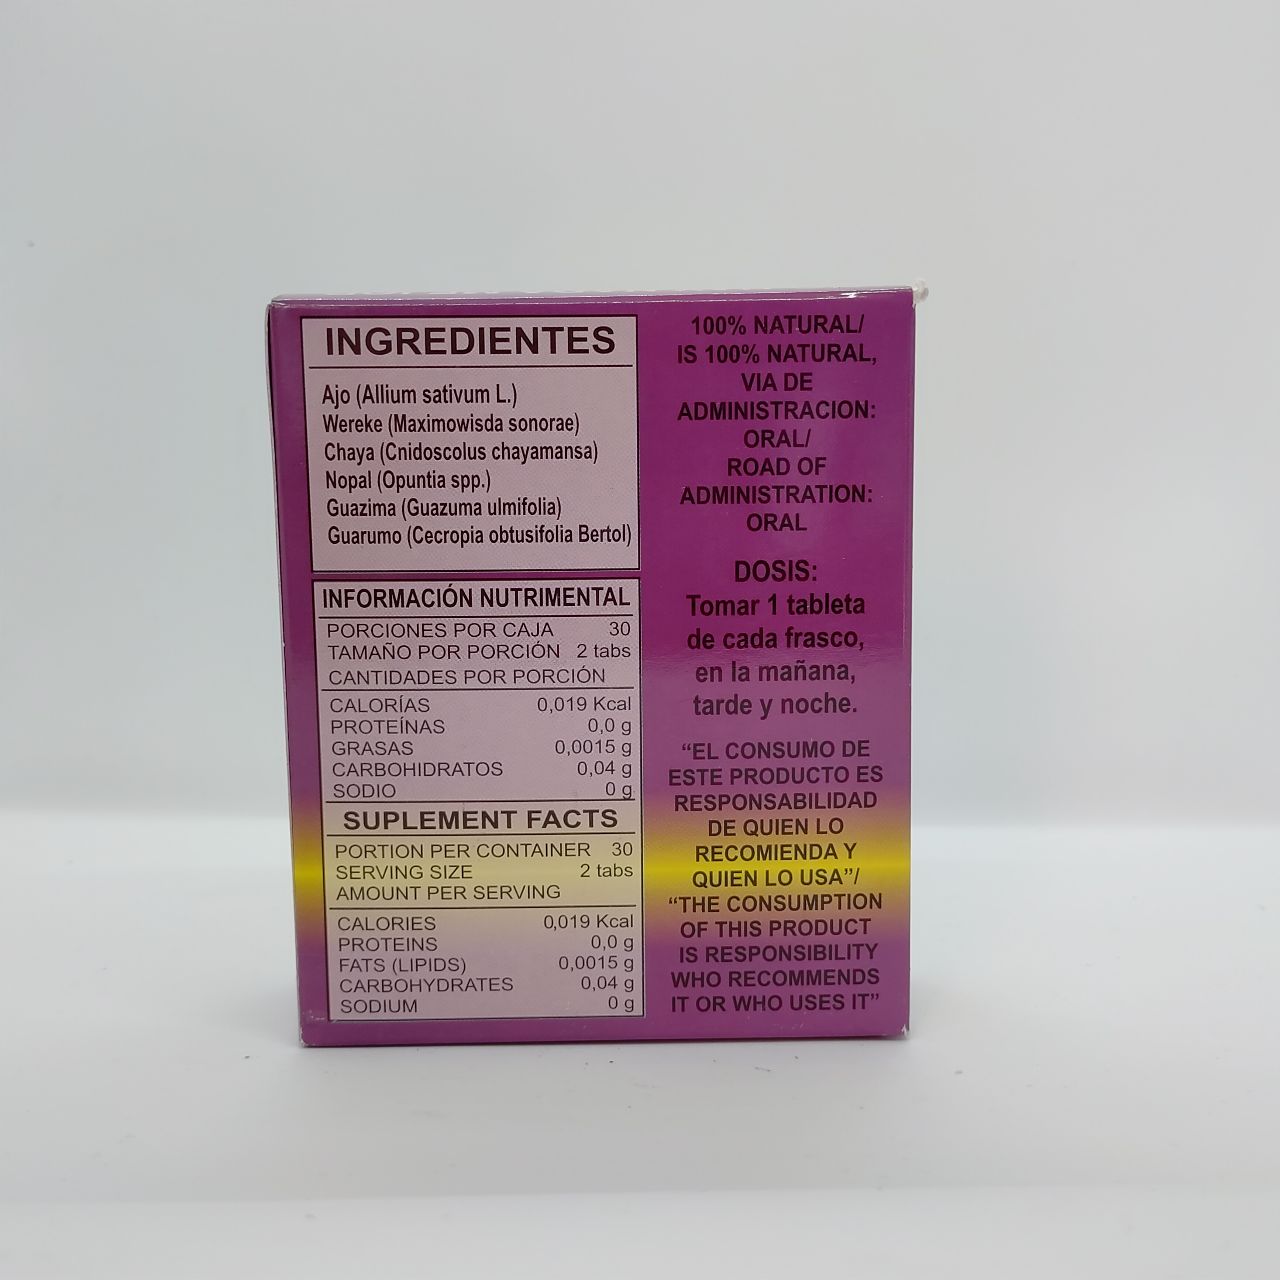 INGREDIENTES
Ajo (Allium sativum L.)
Wereke (Maximowisda sonorae)
Chaya (Cnidoscolus chayamansa)
Nopal (Opuntia spp.)
Guazima (Guazuma ulmifolia)
Guarumo (Cecropia obtusifolia Bertol)
INFORMACIÓN NUTRIMENTAL
PORCIONES POR CAJA 30
TAMAÑO POR PORCIÓN 2 tabs
CANTIDADES POR PORCIÓN
CALORÍAS 0,019 Kcal
PROTEÍNAS 0,0 g
GRASAS 0,0015 g
CARBOHIDRATOS 0,04 g
SODIO 0 g
SUPLEMENT FACTS
PORTION PER CONTAINER 30
SERVING SIZE 2 tabs
AMOUNT PER SERVING
CALORIES 0,019 Kcal
PROTEINS 0,0 g
FATS (LIPIDS) 0,0015 g
CARBOHYDRATES 0,04 g
SODIUM 0 g
100% NATURAL/
IS 100% NATURAL,
VIA DE
ADMINISTRACION:
ORAL/
ROAD OF
ADMINISTRATION:
ORAL
DOSIS:
Tomar 1 tableta
de cada frasco,
en la mañana,
tarde y noche.
“EL CONSUMO DE
ESTE PRODUCTO ES
RESPONSABILIDAD
DE QUIEN LO
RECOMIENDA Y
QUIEN LO USA”/
“THE CONSUMPTION
OF THIS PRODUCT
IS RESPONSIBILITY
WHO RECOMMENDS
IT OR WHO USES IT”